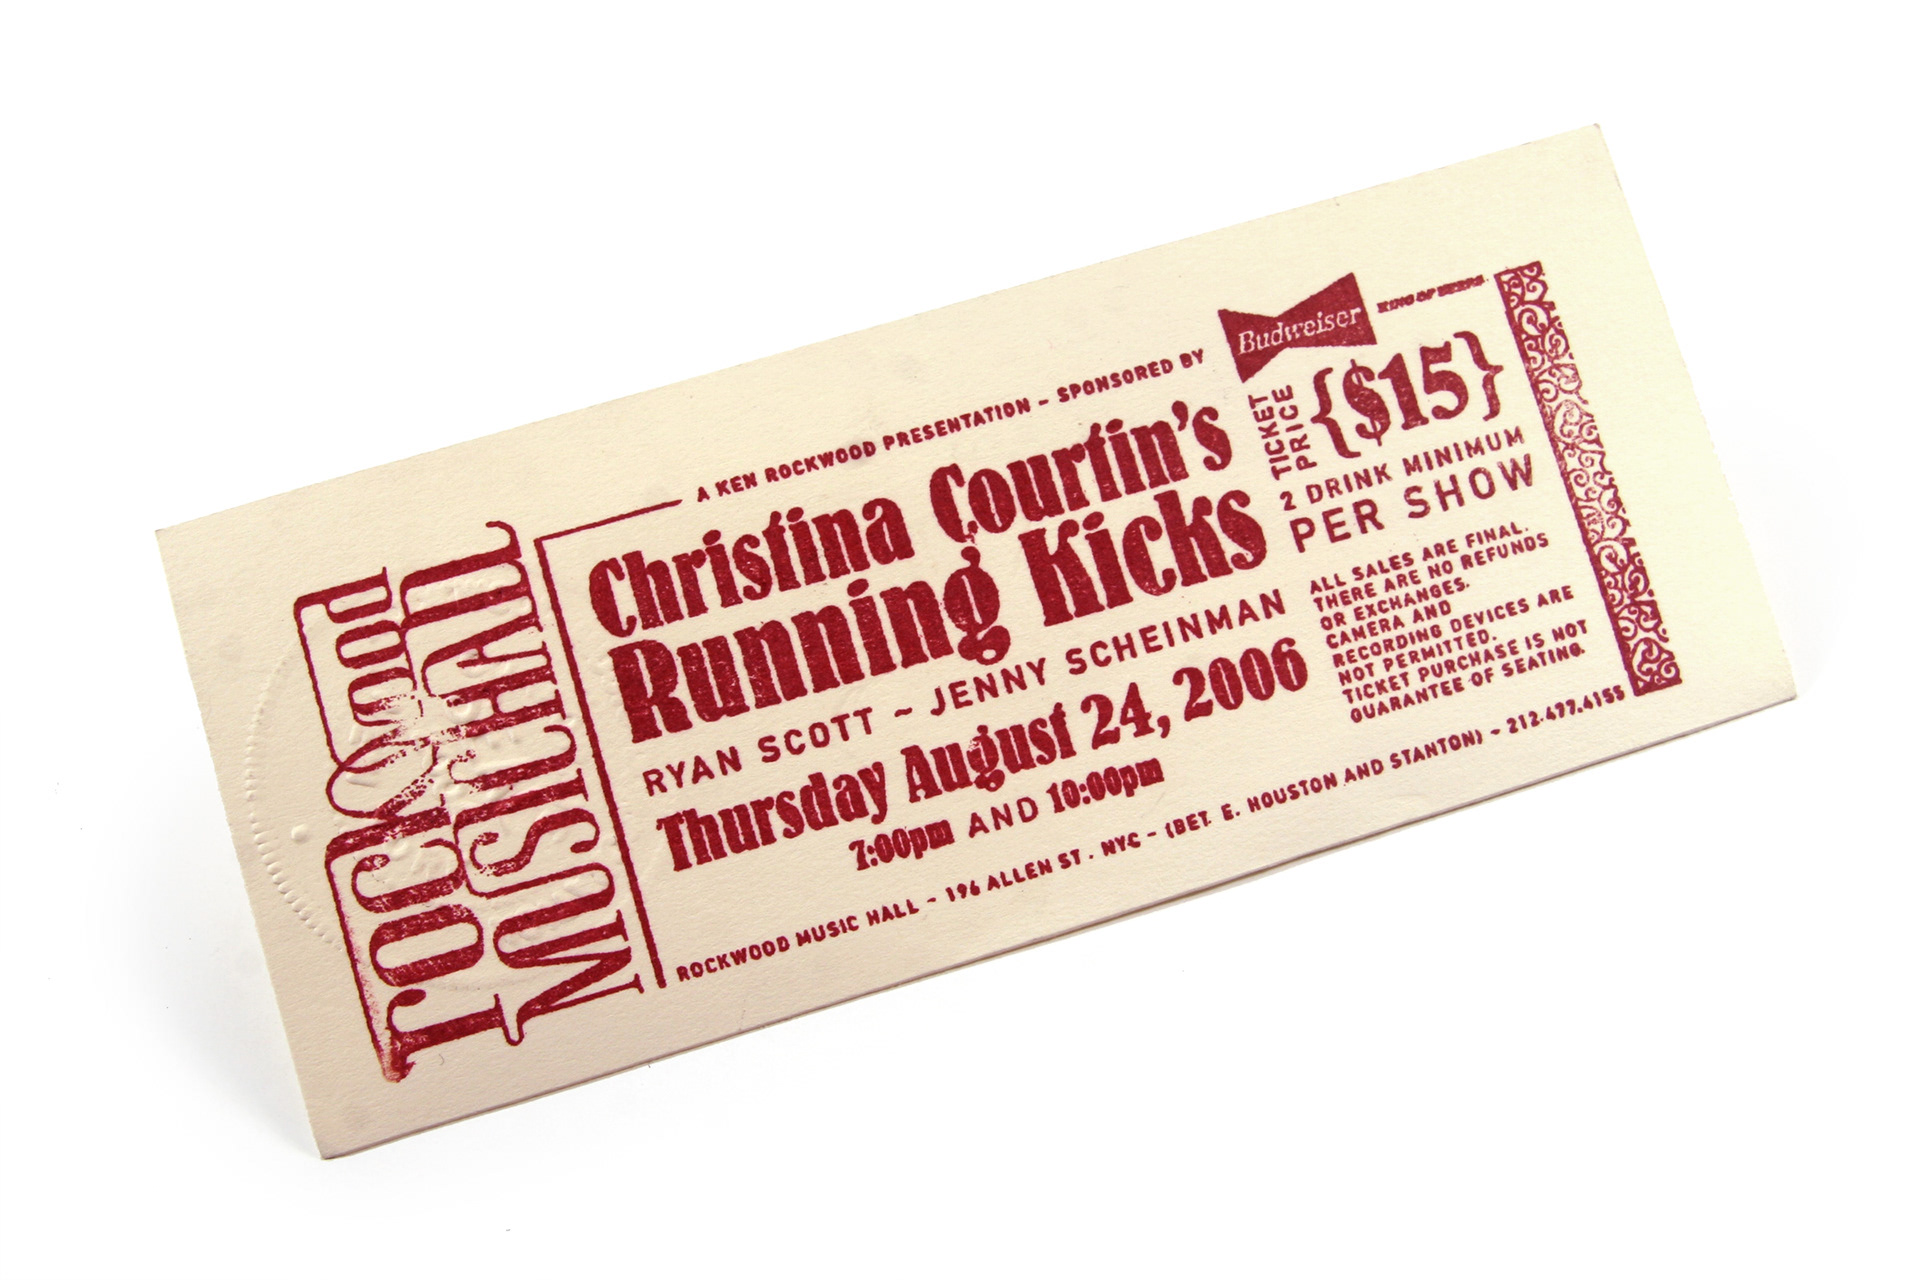 rockwood
MUSIC HALL
A KEN ROCKWOOD PRESENTATION - SPONSORED BY
Budweiser
KING OF BEERS.
Christina Courtin's
Running Kicks
RYAN SCOTT ~ JENNY SCHEINMAN
Thursday August 24, 2006
7:00pm AND 10:00pm
TICKET
PRICE
{$15}
2 DRINK MINIMUM
PER SHOW
ALL SALES ARE FINAL.
THERE ARE NO REFUNDS
OR EXCHANGES.
CAMERA AND
RECORDING DEVICES ARE
NOT PERMITTED.
TICKET PURCHASE IS NOT
GUARANTEE OF SEATING.
ROCKWOOD MUSIC HALL - 196 ALLEN ST. NYC - (BET. E. HOUSTON AND STANTON) - 212.477.4155